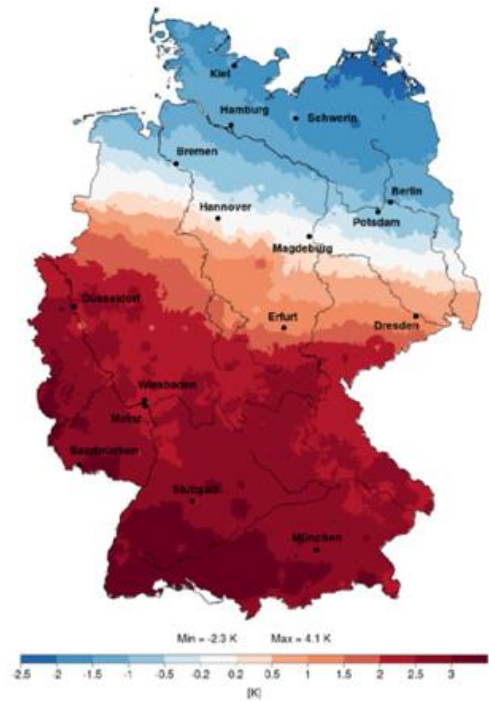 Kiel
Hamburg
Schwerin
Bremen
Berlin
Hannover
Potsdam
Magdeburg
Düsseldorf
Erfurt
Dresden
Wiesbaden
Mainz
Saarbrücken
Stuttgart
München
Min = -2.3 K Max = 4.1 K
-2.5 -2 -1.5 -1 -0.5 -0.2 0.2 0.5 1 1.5 2 2.5 3
[K]